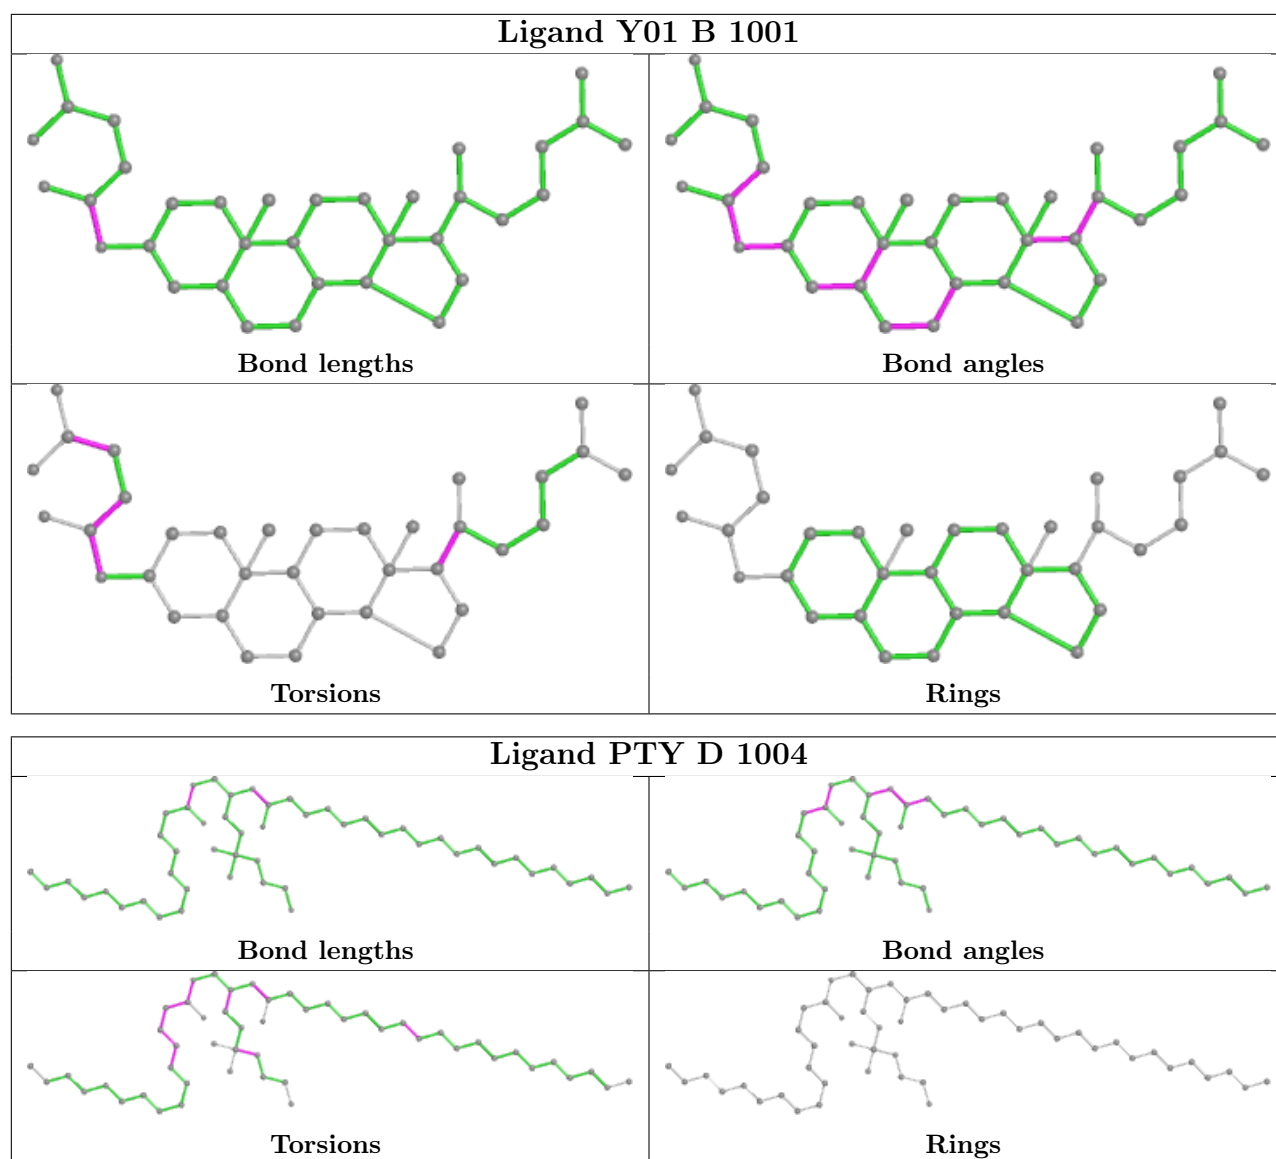 Ligand Y01 B 1001
Bond lengths
Bond angles
Torsions
Rings
Ligand PTY D 1004
Bond lengths
Bond angles
Torsions
Rings